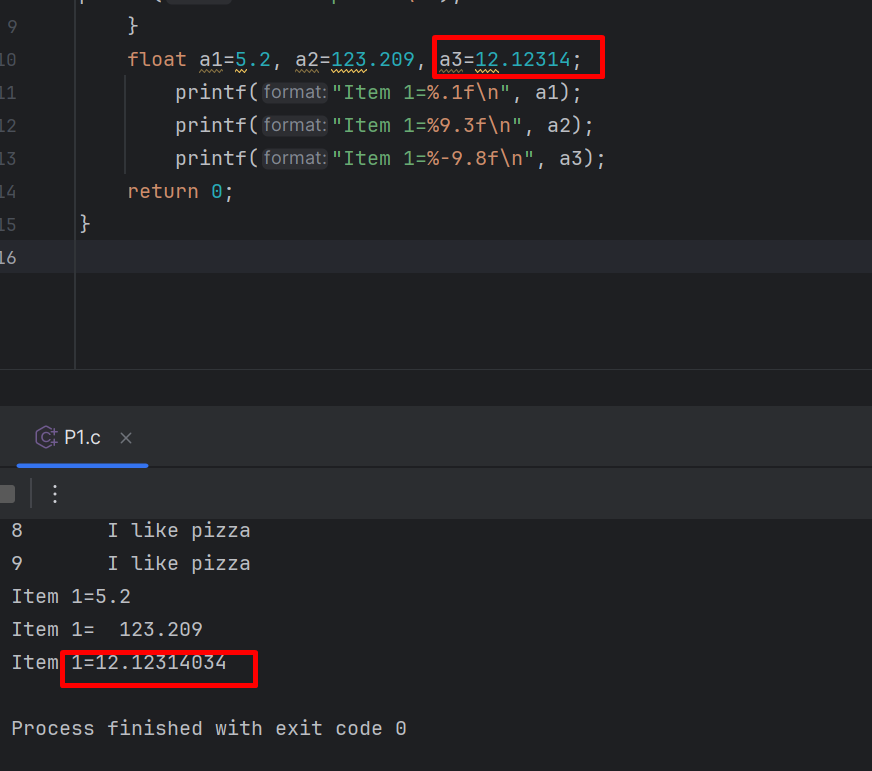 9 }
10 float a1=5.2, a2=123.209, a3=12.12314;
11 printf( format: "Item 1=%.1f\n", a1);
12 printf( format: "Item 1=%9.3f\n", a2);
13 printf( format: "Item 1=%-9.8f\n", a3);
14 return 0;
15 }
16
P1.c
8 I like pizza
9 I like pizza
Item 1=5.2
Item 1=  123.209
Item 1=12.12314034
Process finished with exit code 0